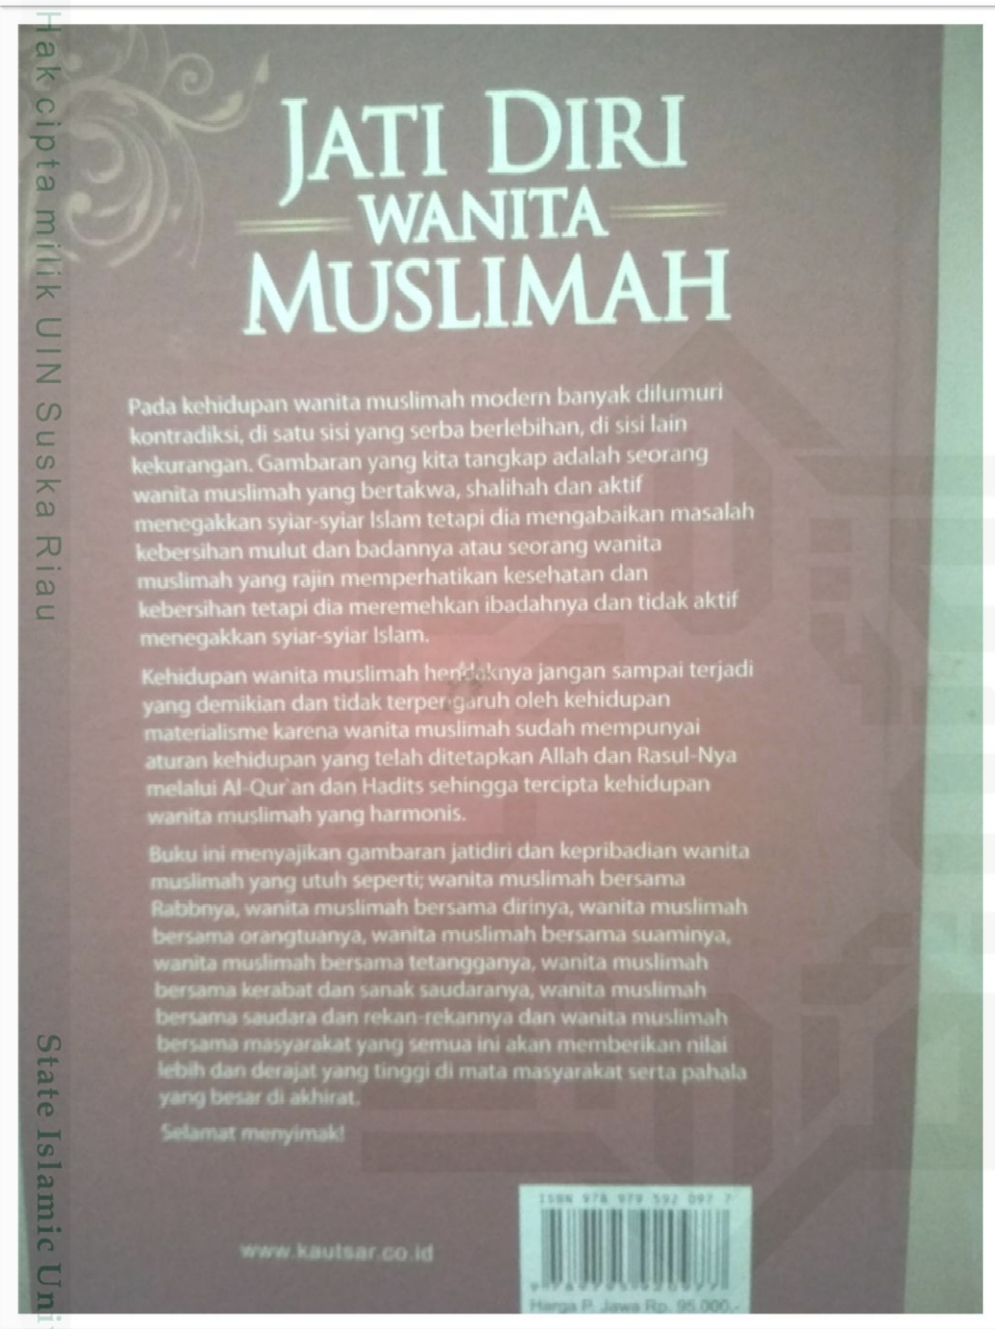 JATI DIRI
WANITA
MUSLIMAH
Pada kehidupan wanita muslimah modern banyak dilumuri
kontradiksi, di satu sisi yang serba berlebihan, di sisi lain
kekurangan. Gambaran yang kita tangkap adalah seorang
wanita muslimah yang bertakwa, shalihah dan aktif
menegakkan syiar-syiar Islam tetapi dia mengabaikan masalah
kebersihan mulut dan badannya atau seorang wanita
muslimah yang rajin memperhatikan kesehatan dan
kebersihan tetapi dia meremehkan ibadahnya dan tidak aktif
menegakkan syiar-syiar Islam.
Kehidupan wanita muslimah hendaknya jangan sampai terjadi
yang demikian dan tidak terpengaruh oleh kehidupan
materialisme karena wanita muslimah sudah mempunyai
aturan kehidupan yang telah ditetapkan Allah dan Rasul-Nya
melalui Al-Qur`an dan Hadits sehingga tercipta kehidupan
wanita muslimah yang harmonis.
Buku ini menyajikan gambaran jatidiri dan kepribadian wanita
muslimah yang utuh seperti; wanita muslimah bersama
Rabbnya, wanita muslimah bersama dirinya, wanita muslimah
bersama orangtuanya, wanita muslimah bersama suaminya,
wanita muslimah bersama tetangganya, wanita muslimah
bersama kerabat dan sanak saudaranya, wanita muslimah
bersama saudara dan rekan-rekannya dan wanita muslimah
bersama masyarakat yang semua ini akan memberikan nilai
lebih dan derajat yang tinggi di mata masyarakat serta pahala
yang besar di akhirat.
Selamat menyimak!
ISBN 978 979 592 097 7
www.kautsar.co.id
Harga P. Jawa Rp. 95.000,-
Hak cipta milik UIN Suska Riau
State Islamic Uni